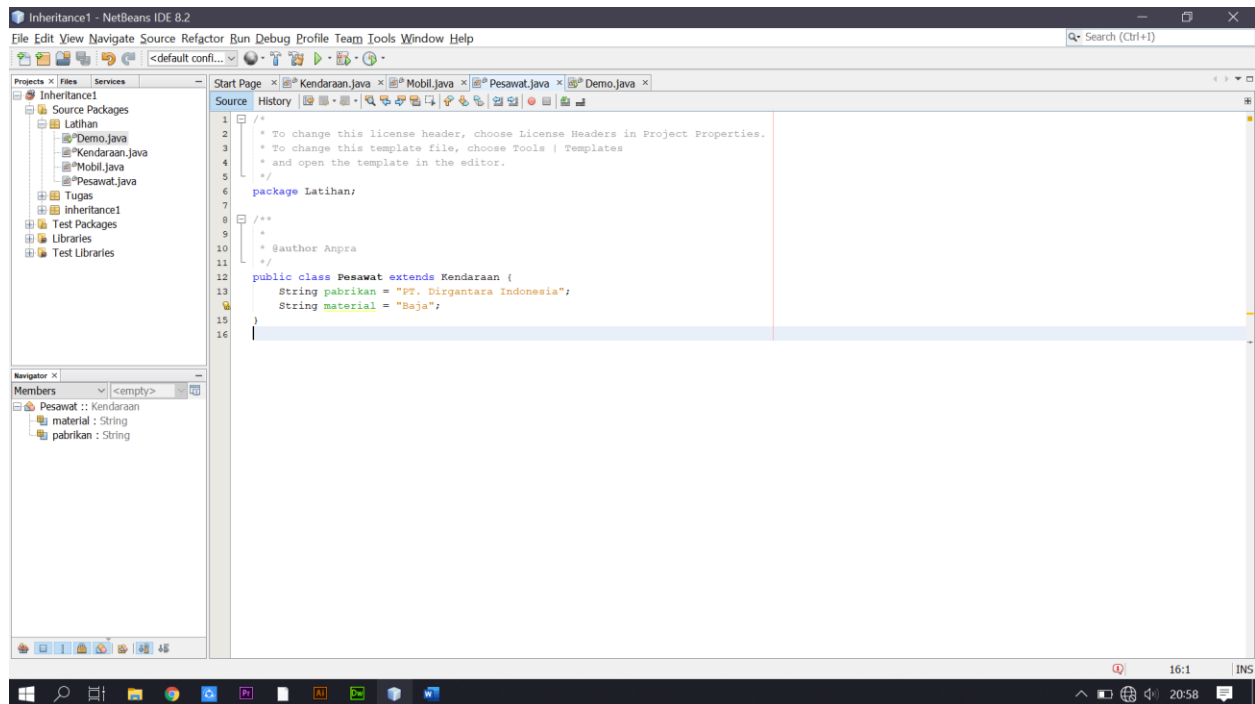 Inheritance1 - NetBeans IDE 8.2
File Edit View Navigate Source Refactor Run Debug Profile Team Tools Window Help
Search (Ctrl+I)
<default confi...
Projects × Files Services
Start Page × Kendaraan.java × Mobil.java × Pesawat.java × Demo.java ×
Source History
Inheritance1
Source Packages
Latihan
Demo.java
Kendaraan.java
Mobil.java
Pesawat.java
Tugas
inheritance1
Test Packages
Libraries
Test Libraries
1 /*
2 * To change this license header, choose License Headers in Project Properties.
3 * To change this template file, choose Tools | Templates
4 * and open the template in the editor.
5 */
6 package Latihan;
7
8 /**
9 *
10 * @author Anpra
11 */
12 public class Pesawat extends Kendaraan {
13 String pabrikan = "PT. Dirgantara Indonesia";
String material = "Baja";
15 }
16
Navigator ×
Members <empty>
Pesawat :: Kendaraan
material : String
pabrikan : String
16:1 INS
Pr Ai Dw W
20:58